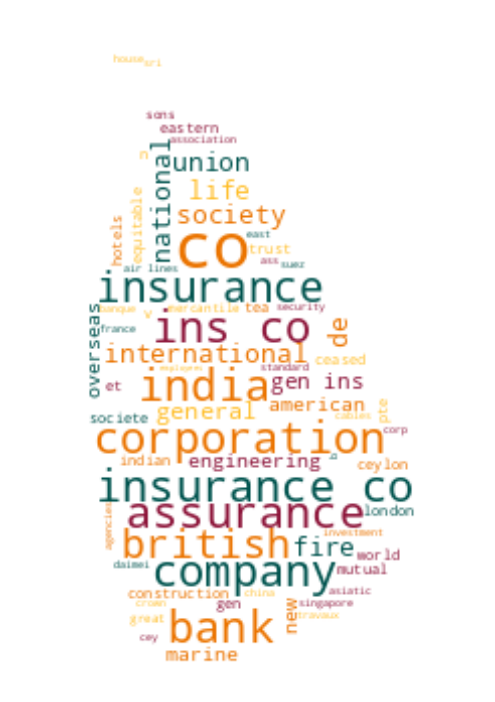 house sri
sons
eastern
association
n union
national
life
equitable
society
hotels
co east
trust
ass suez
air lines
insurance
banque v mercantile tea security
overseas
france ins co de
international ceased
employees standard
et india gen ins
american
societe general cables pte
corporation corp
indian engineering ceylon
insurance co
assurance london
agencies
british investment
fire world
daimei company mutual
construction china asiatic
crown gen singapore
great bank new travaux
cey
marine